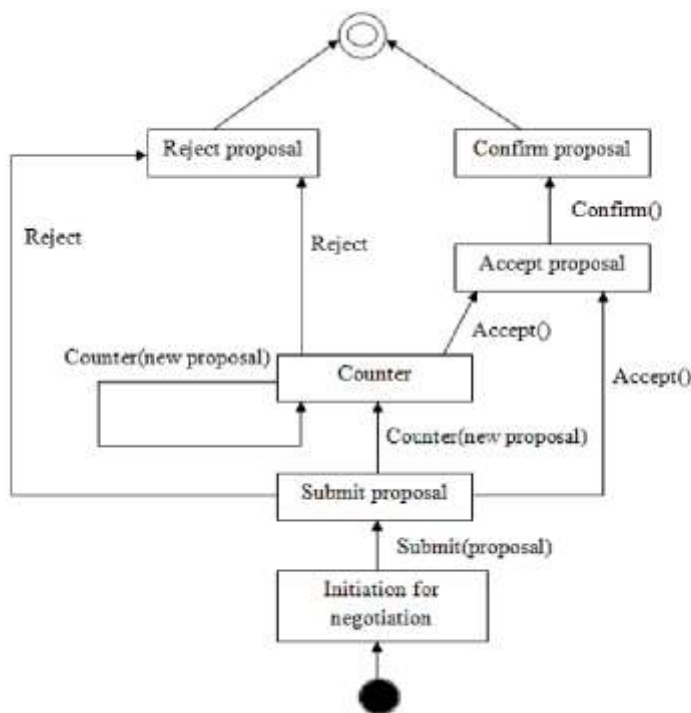 Reject proposal
Confirm proposal
Confirm()
Reject
Reject
Accept proposal
Accept()
Counter(new proposal)
Counter
Accept()
Counter(new proposal)
Submit proposal
Submit(proposal)
Initiation for
negotiation